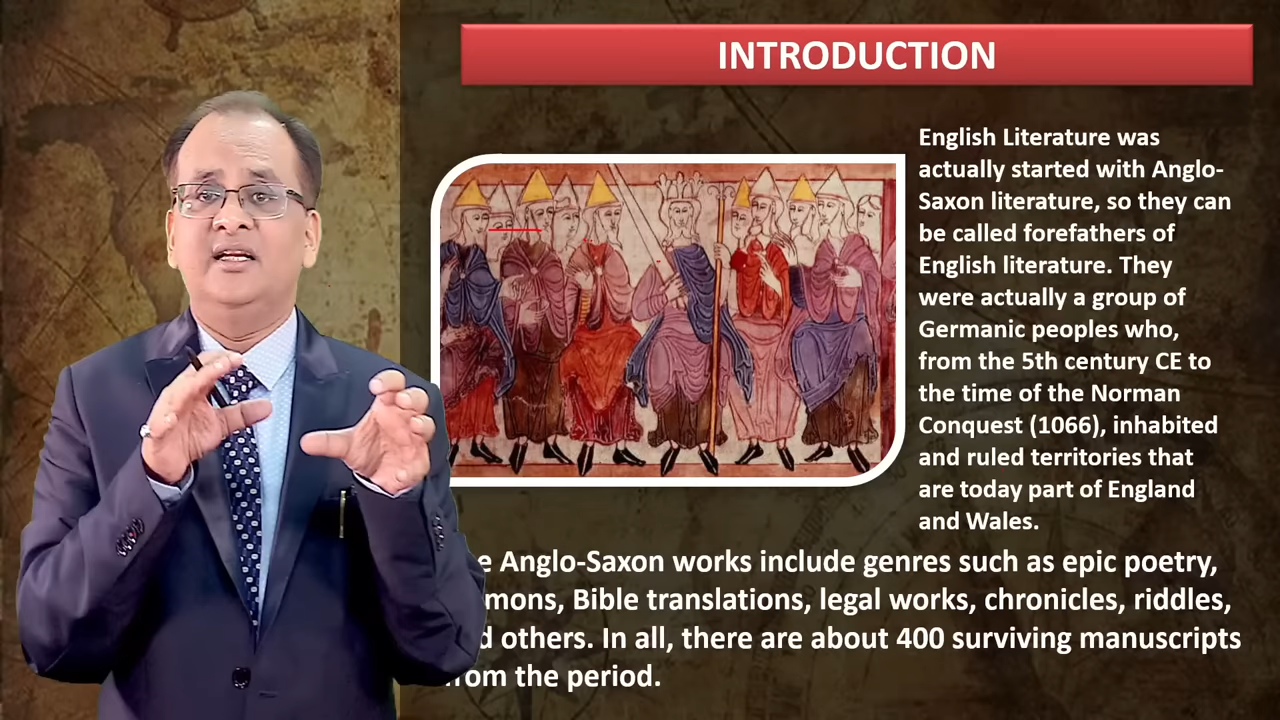 INTRODUCTION
English Literature was
actually started with Anglo-
Saxon literature, so they can
be called forefathers of
English literature. They
were actually a group of
Germanic peoples who,
from the 5th century CE to
the time of the Norman
Conquest (1066), inhabited
and ruled territories that
are today part of England
and Wales.
Anglo-Saxon works include genres such as epic poetry,
Bible translations, legal works, chronicles, riddles,
others. In all, there are about 400 surviving manuscripts
from the period.